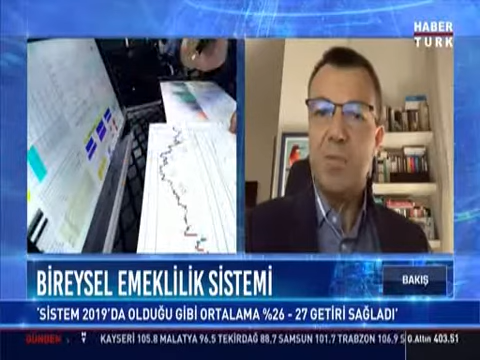 HABER
TÜRK
BİREYSEL EMEKLİLİK SİSTEMİ
BAKIŞ
'SİSTEM 2019'DA OLDUĞU GİBİ ORTALAMA %26 - 27 GETİRİ SAĞLADI'
GÜNDEM KAYSERİ 105.8 MALATYA 96.5 TEKİRDAĞ 88,7 SAMSUN 101.7 TRABZON 106,9 G.Altın 403.51